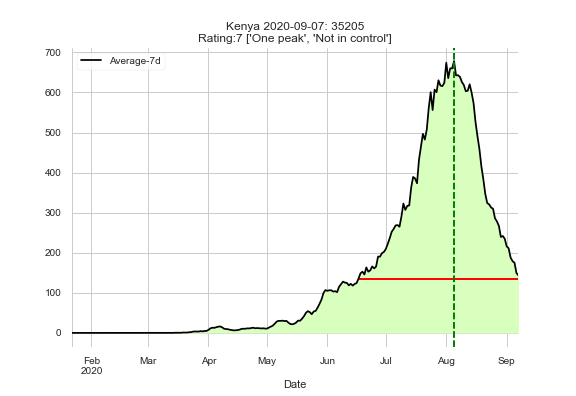 Kenya 2020-09-07: 35205
Rating:7 ['One peak', 'Not in control']
700
Average-7d
600
500
400
300
200
100
0
Feb Mar Apr May Jun Jul Aug Sep
2020
Date